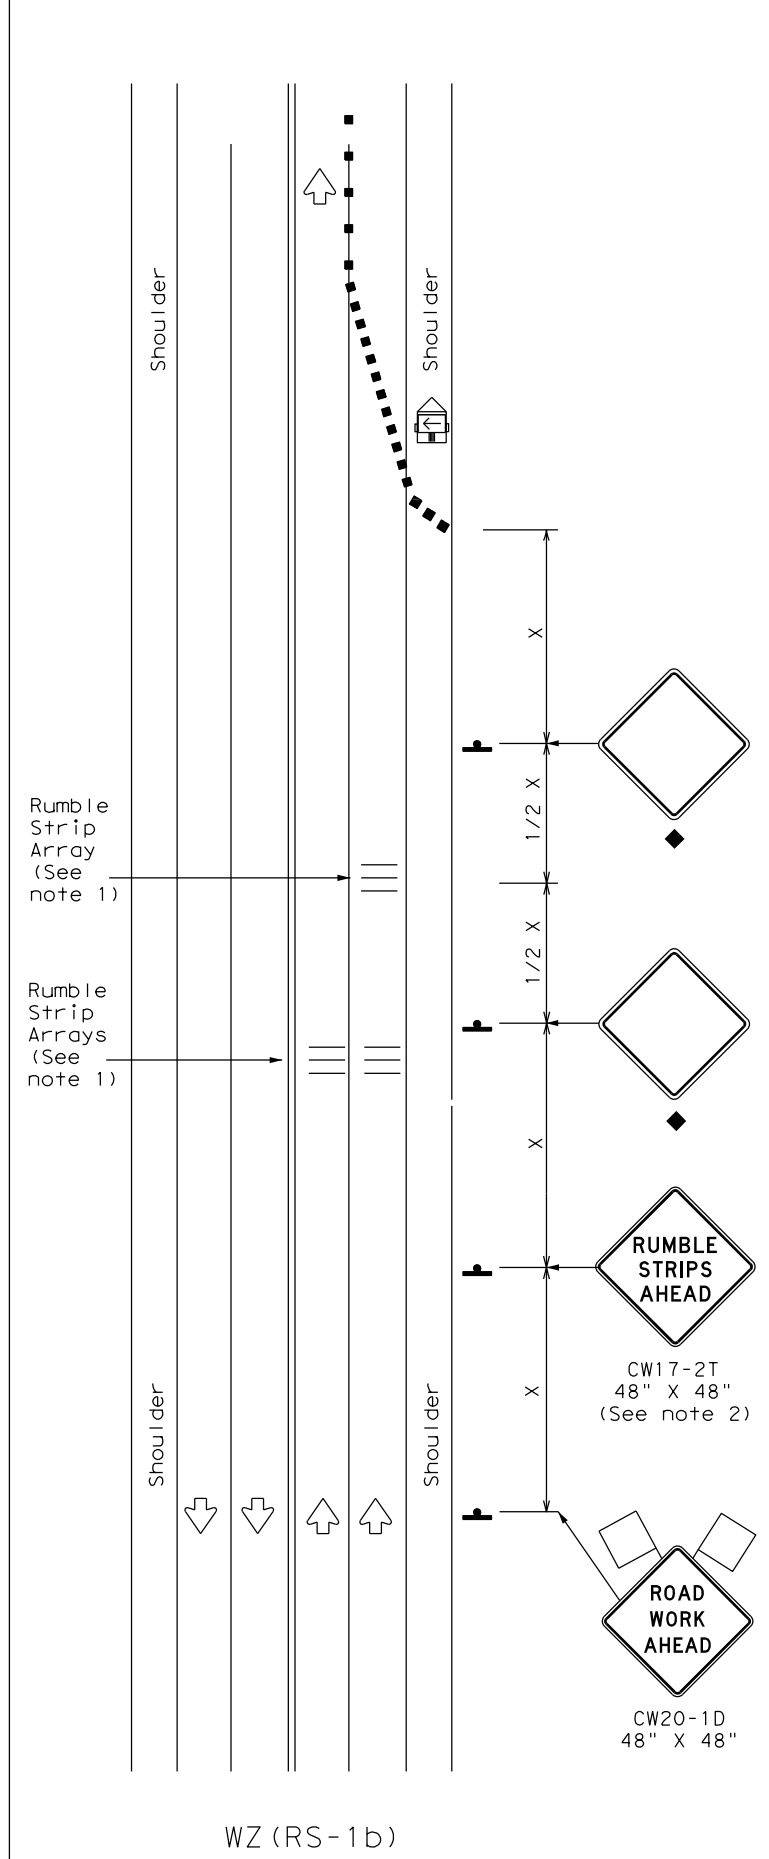 Shoulder
Shoulder
X
1/2 X
Rumble
Strip
Array
(See
note 1)
1/2 X
Rumble
Strip
Arrays
(See
note 1)
X
RUMBLE
STRIPS
AHEAD
CW17-2T
48" X 48"
(See note 2)
X
Shoulder
Shoulder
ROAD
WORK
AHEAD
CW20-1D
48" X 48"
WZ(RS-1b)